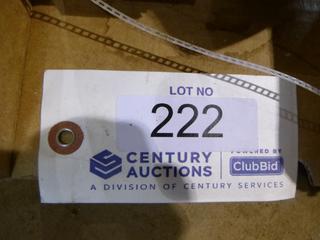 LOT NO
222
CENTURY AUCTIONS
POWERED BY
ClubBid
A DIVISION OF CENTURY SERVICES